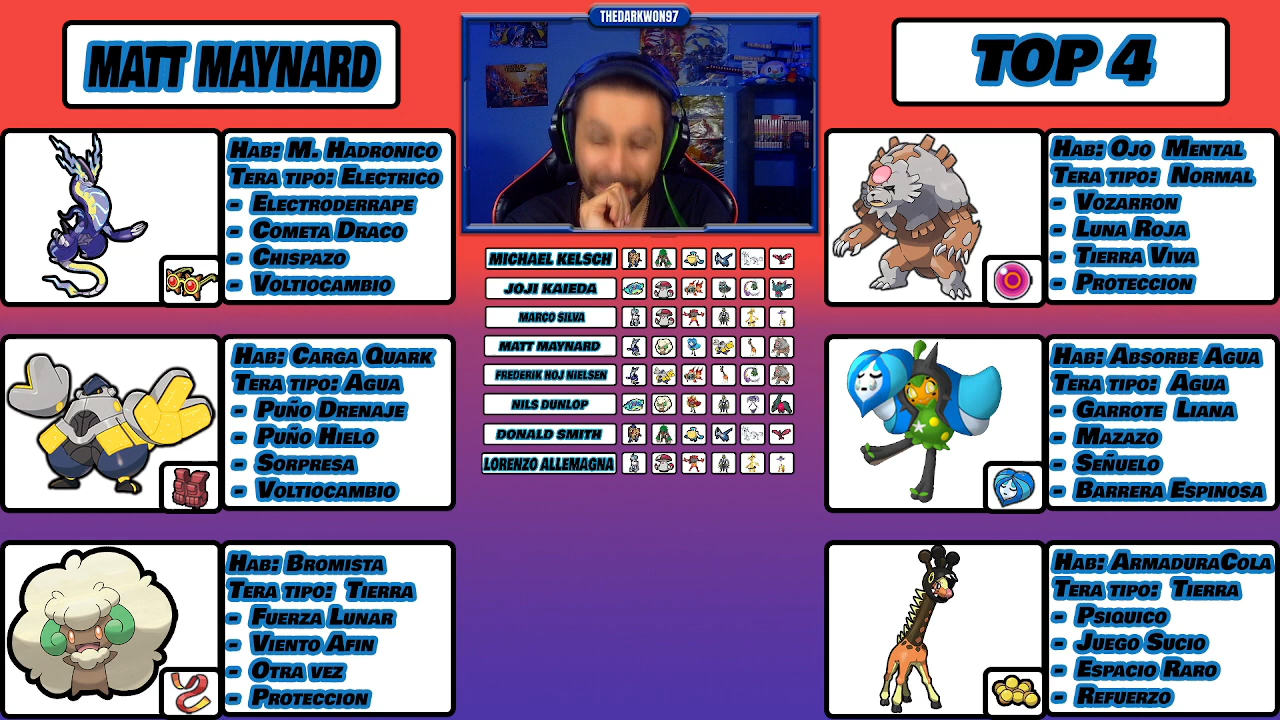 THEDARKWON97
MATT MAYNARD
TOP 4
HAB: M. HADRONICO
TERA TIPO: ELECTRICO
- ELECTRODERRAPE
- COMETA DRACO
- CHISPAZO
- VOLTIOCAMBIO
HAB: CARGA QUARK
TERA TIPO: AGUA
- PUÑO DRENAJE
- PUÑO HIELO
- SORPRESA
- VOLTIOCAMBIO
HAB: BROMISTA
TERA TIPO: TIERRA
- FUERZA LUNAR
- VIENTO AFIN
- OTRA VEZ
- PROTECCION
MICHAEL KELSCH
JOJI KAIEDA
MARCO SILVA
MATT MAYNARD
FREDERIK HOJ NIELSEN
NILS DUNLOP
DONALD SMITH
LORENZO ALLEMAGNA
HAB: OJO MENTAL
TERA TIPO: NORMAL
- VOZARRON
- LUNA ROJA
- TIERRA VIVA
- PROTECCION
HAB: ABSORBE AGUA
TERA TIPO: AGUA
- GARROTE LIANA
- MAZAZO
- SEÑUELO
- BARRERA ESPINOSA
HAB: ARMADURACOLA
TERA TIPO: TIERRA
- PSIQUICO
- JUEGO SUCIO
- ESPACIO RARO
- REFUERZO